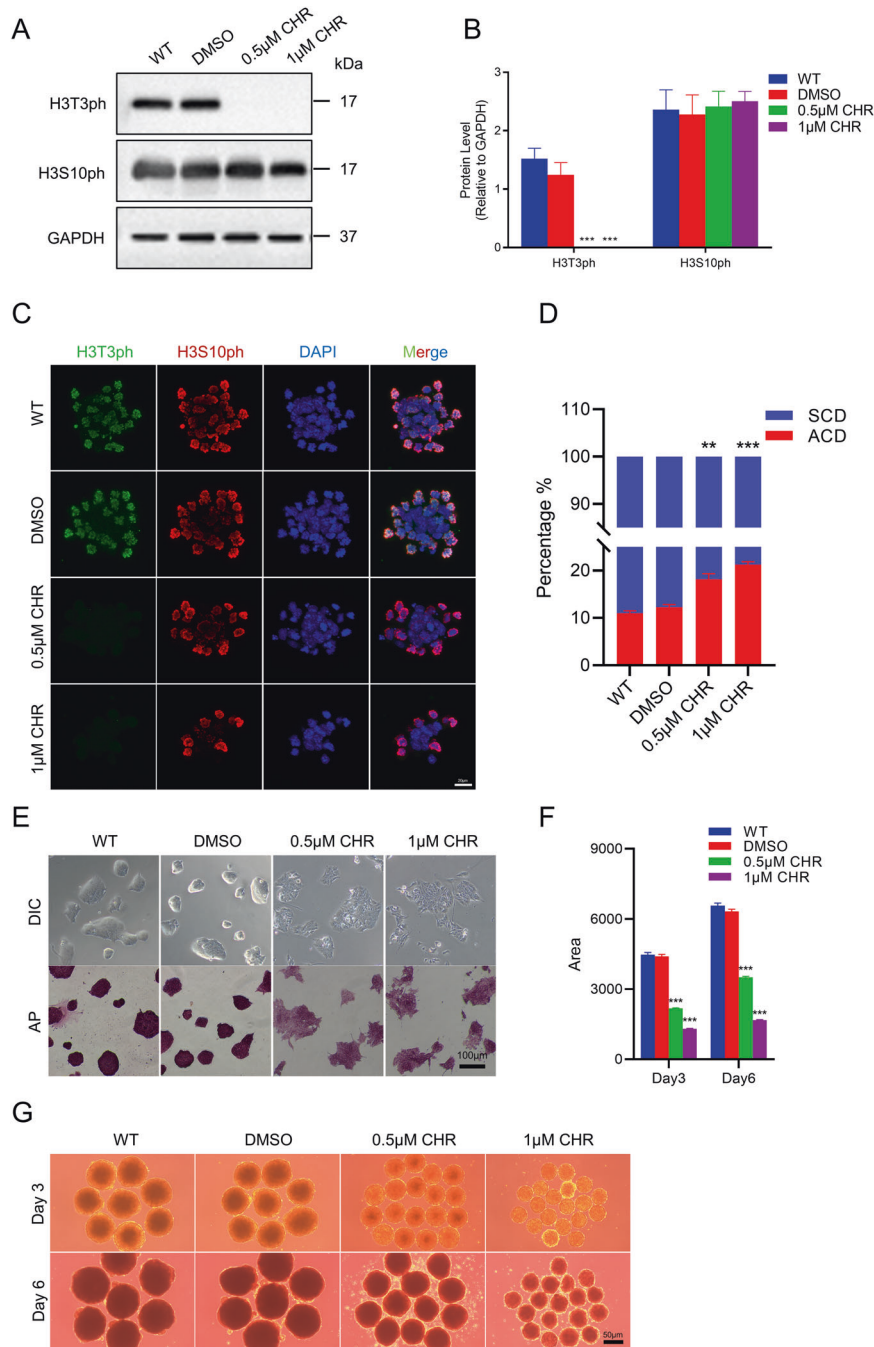 A
WT
DMSO
0.5μM CHR
1μM CHR
kDa
H3T3ph
17
H3S10ph
17
GAPDH
37
B
WT
DMSO
0.5μM CHR
1μM CHR
Protein Level
(Relative to GAPDH)
3
2
1
0
*** ***
H3T3ph
H3S10ph
C
H3T3ph
H3S10ph
DAPI
Merge
WT
DMSO
0.5μM CHR
1μM CHR
20μm
D
SCD
ACD
Percentage %
110
100
90
20
10
0
**
***
WT
DMSO
0.5μM CHR
1μM CHR
E
WT
DMSO
0.5μM CHR
1μM CHR
DIC
AP
100μm
F
WT
DMSO
0.5μM CHR
1μM CHR
Area
9000
6000
3000
0
***
***
***
***
Day3
Day6
G
WT
DMSO
0.5μM CHR
1μM CHR
Day 3
Day 6
50μm